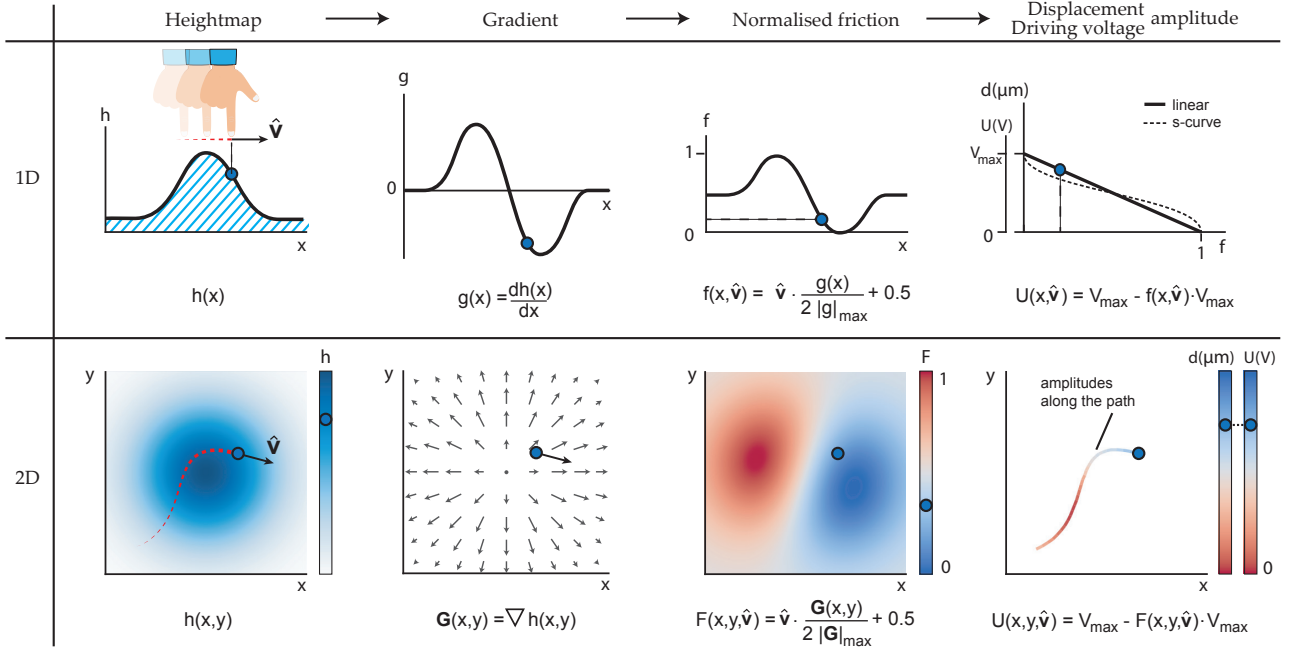 Heightmap
Gradient
Normalised friction
Displacement
Driving voltage amplitude
1D
h
v̂
x
h(x)
g
0
x
g(x) = dh(x)/dx
f
1
0
x
f(x,v̂) = v̂ · g(x)/2 |g|max + 0.5
d(μm)
U(V)
linear
s-curve
Vmax
0
1
f
U(x,v̂) = Vmax - f(x,v̂)·Vmax
2D
y
h
v̂
x
h(x,y)
y
x
G(x,y) = ▽ h(x,y)
y
F
1
0
x
F(x,y,v̂) = v̂ · G(x,y)/2 |G|max + 0.5
y
d(μm)
U(V)
amplitudes
along the path
0
x
U(x,y,v̂) = Vmax - F(x,y,v̂)·Vmax